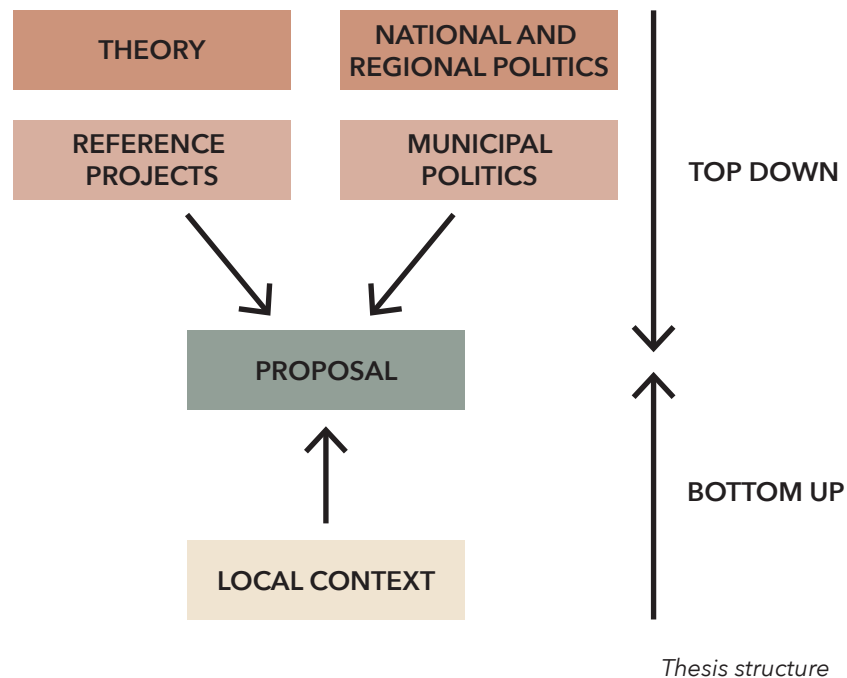 THEORY
NATIONAL AND
REGIONAL POLITICS
REFERENCE
PROJECTS
MUNICIPAL
POLITICS
TOP DOWN
PROPOSAL
BOTTOM UP
LOCAL CONTEXT
Thesis structure